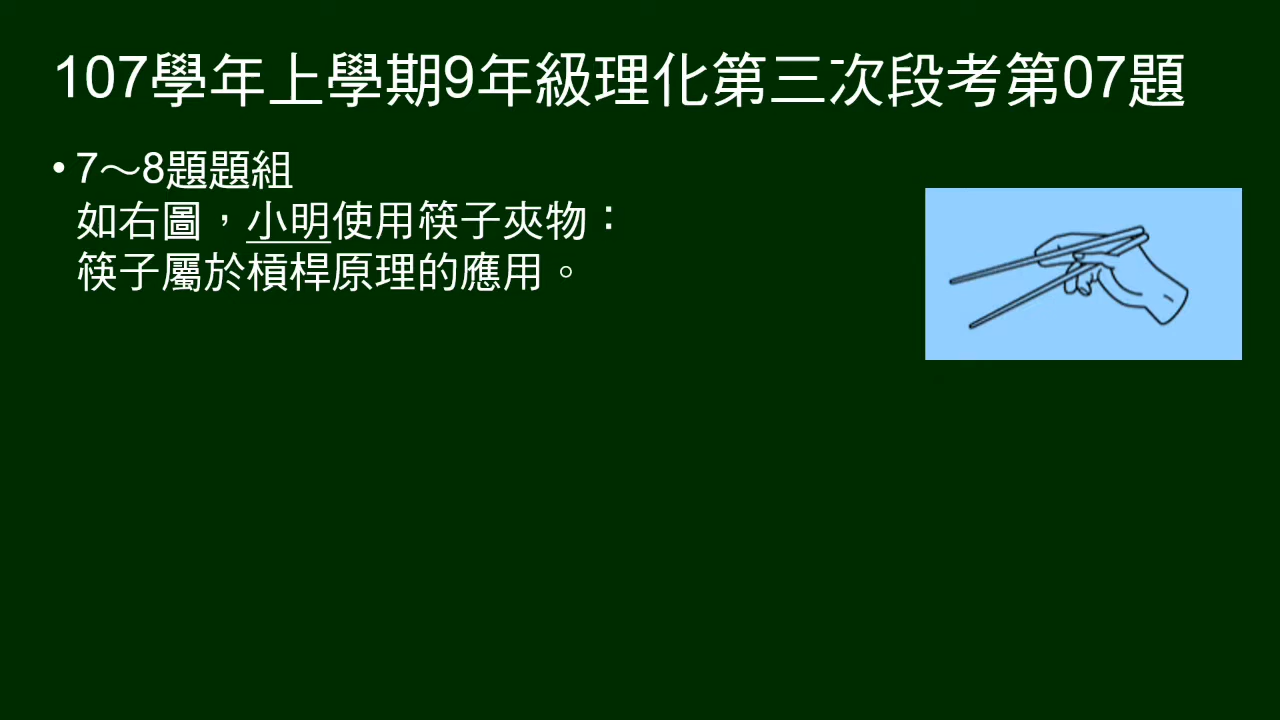 107學年上學期9年級理化第三次段考第07題
• 7～8題題組
如右圖，小明使用筷子夾物：
筷子屬於槓桿原理的應用。